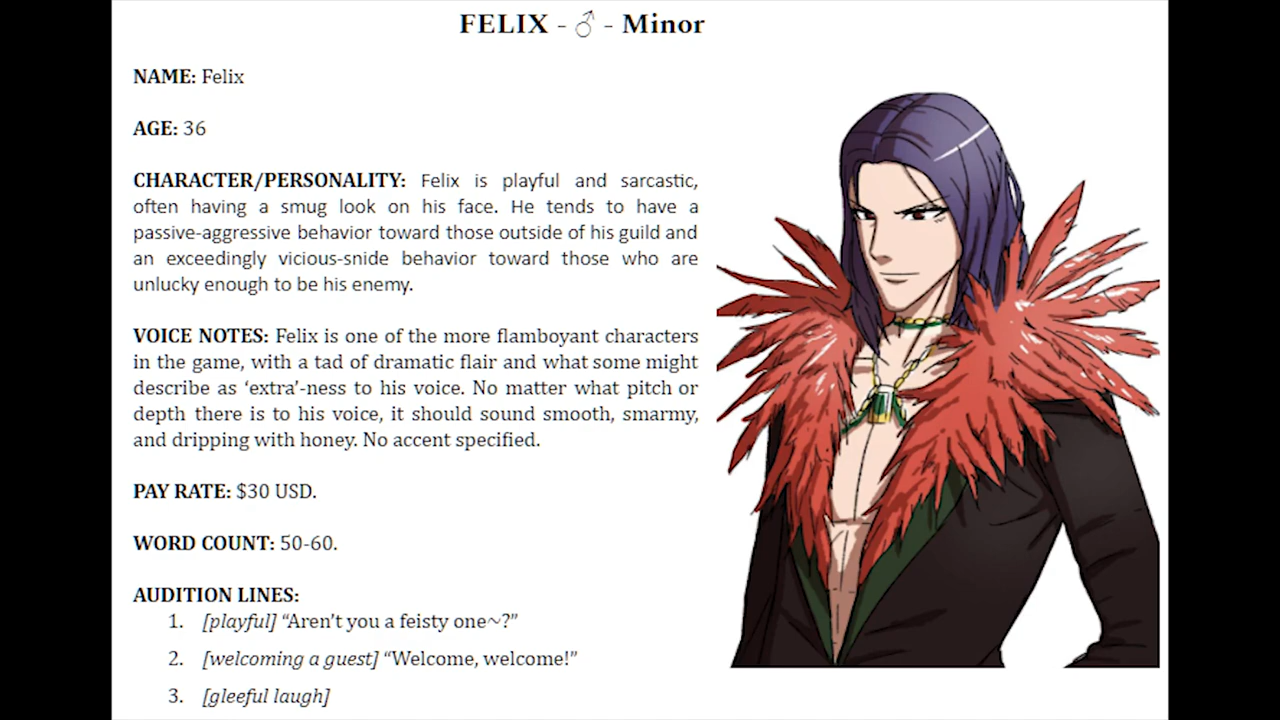 FELIX - ♂ - Minor
NAME: Felix
AGE: 36
CHARACTER/PERSONALITY: Felix is playful and sarcastic,
often having a smug look on his face. He tends to have a
passive-aggressive behavior toward those outside of his guild and
an exceedingly vicious-snide behavior toward those who are
unlucky enough to be his enemy.
VOICE NOTES: Felix is one of the more flamboyant characters
in the game, with a tad of dramatic flair and what some might
describe as ‘extra’-ness to his voice. No matter what pitch or
depth there is to his voice, it should sound smooth, smarmy,
and dripping with honey. No accent specified.
PAY RATE: $30 USD.
WORD COUNT: 50-60.
AUDITION LINES:
1. [playful] “Aren’t you a feisty one~?”
2. [welcoming a guest] “Welcome, welcome!”
3. [gleeful laugh]